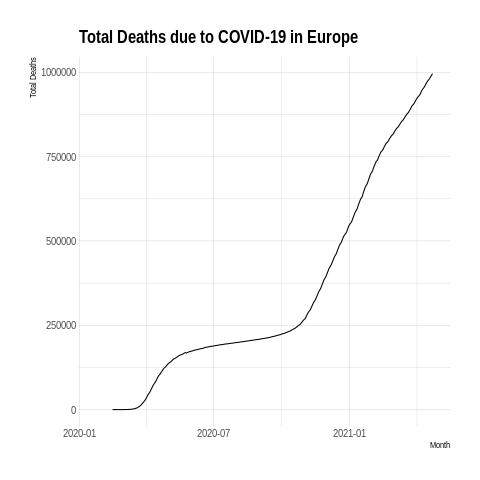 Total Deaths due to COVID-19 in Europe
Total Deaths
1000000
750000
500000
250000
0
2020-01
2020-07
2021-01
Month